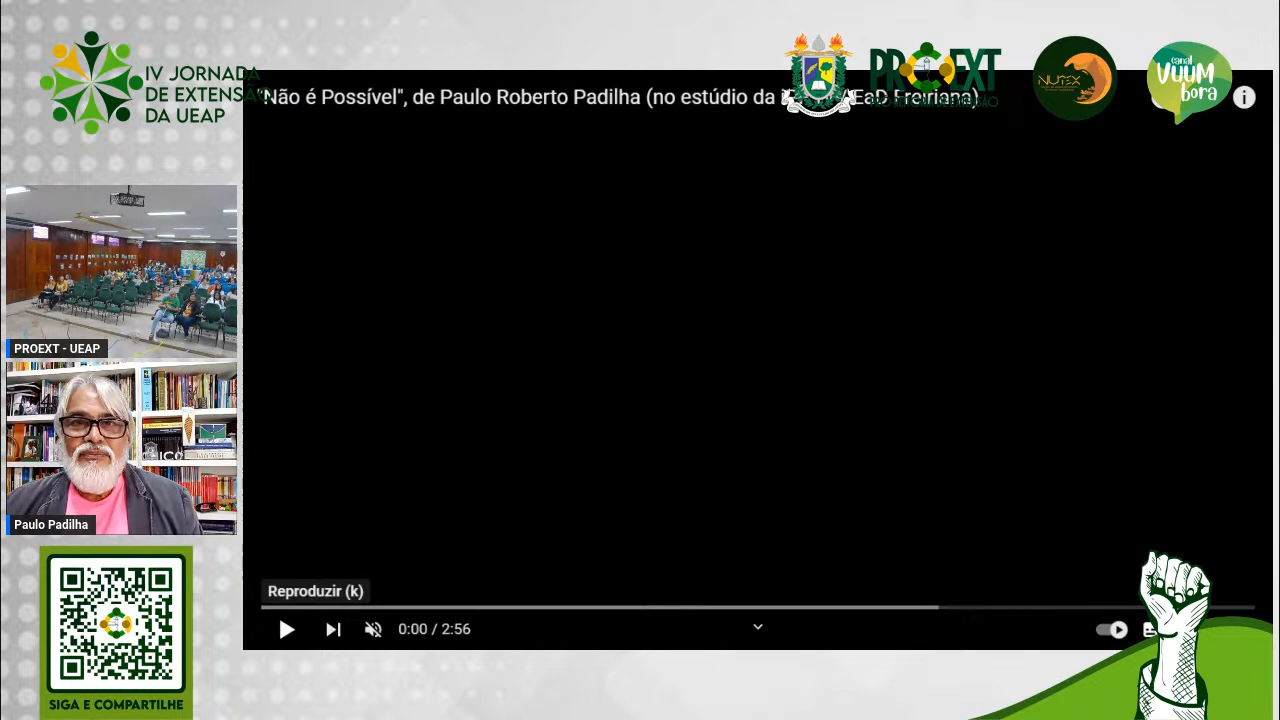 IV JORNADA
DE EXTENSÃO
DA UEAP
"Não é Possível", de Paulo Roberto Padilha (no estúdio da EaD Freiriana)
PROEXT
NUTEX
canal
VUUM
bora
PROEXT - UEAP
Paulo Padilha
SIGA E COMPARTILHE
Reproduzir (k)
0:00 / 2:56